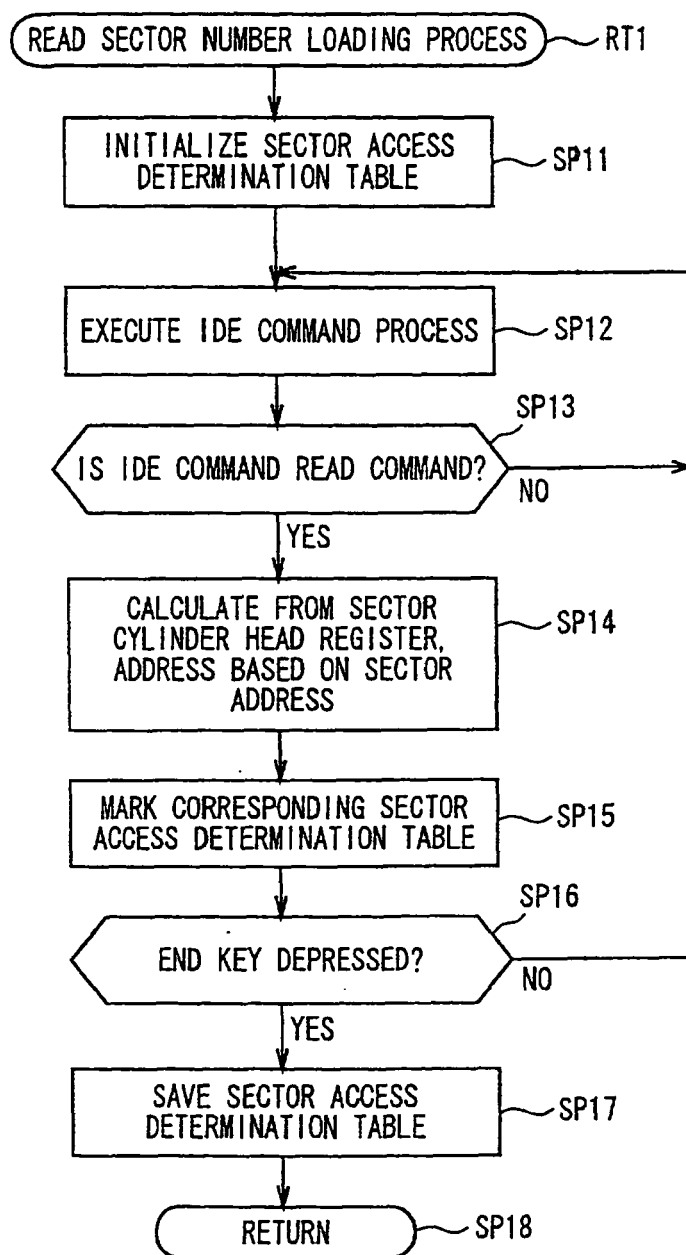 READ SECTOR NUMBER LOADING PROCESS RT1
INITIALIZE SECTOR ACCESS
DETERMINATION TABLE
SP11
EXECUTE IDE COMMAND PROCESS SP12
SP13
IS IDE COMMAND READ COMMAND?
NO
YES
CALCULATE FROM SECTOR
CYLINDER HEAD REGISTER,
ADDRESS BASED ON SECTOR
ADDRESS
SP14
MARK CORRESPONDING SECTOR
ACCESS DETERMINATION TABLE
SP15
SP16
END KEY DEPRESSED?
NO
YES
SAVE SECTOR ACCESS
DETERMINATION TABLE
SP17
RETURN SP18